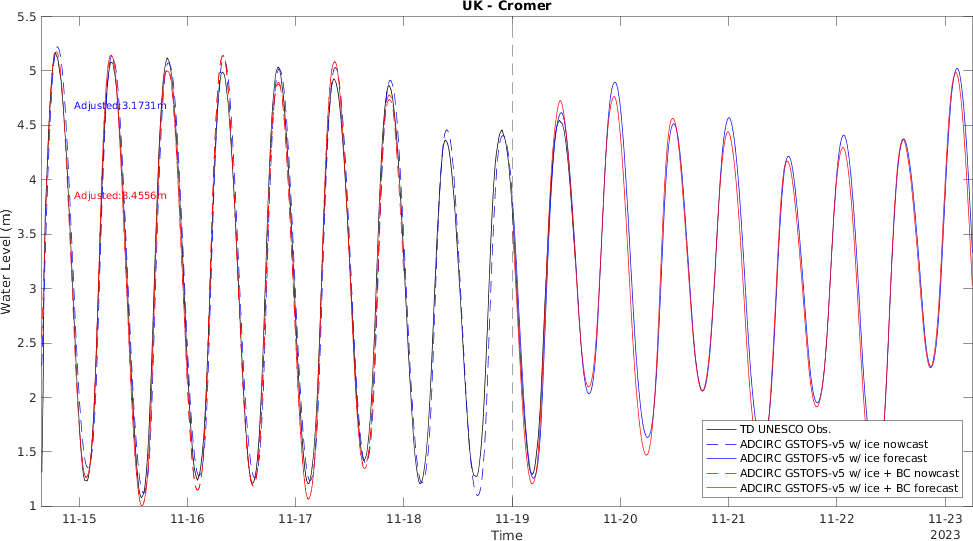 UK - Cromer
5.5
5
4.5
4
3.5
3
2.5
2
1.5
1
Water Level (m)
Adjusted:3.1731m
Adjusted:3.4556m
TD UNESCO Obs.
ADCIRC GSTOFS-v5 w/ ice nowcast
ADCIRC GSTOFS-v5 w/ ice forecast
ADCIRC GSTOFS-v5 w/ ice + BC nowcast
ADCIRC GSTOFS-v5 w/ ice + BC forecast
11-15 11-16 11-17 11-18 11-19 11-20 11-21 11-22 11-23
Time
2023